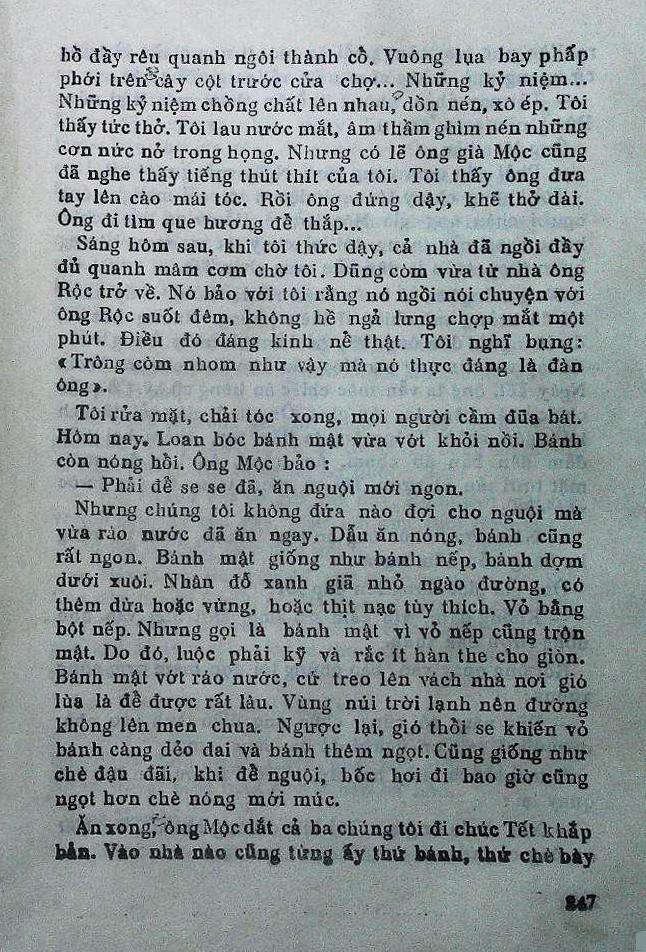 hồ đầy rêu quanh ngôi thành cổ. Vuông lụa bay phấp
phới trên cây cột trước cửa chợ... Những kỷ niệm...
Những kỷ niệm chồng chất lên nhau, dồn nén, xò ép. Tôi
thấy tức thở. Tôi lau nước mắt, âm thầm ghìm nén những
cơn nức nở trong họng. Nhưng có lẽ ông già Mộc cũng
đã nghe thấy tiếng thút thít của tôi. Tôi thấy ông đưa
tay lên cào mái tóc. Rồi ông đứng dậy, khẽ thở dài.
Ông đi tìm que hương để thắp...
Sáng hôm sau, khi tôi thức dậy, cả nhà đã ngồi đầy
đủ quanh mâm cơm chờ tôi. Dũng còm vừa từ nhà ông
Rộc trở về. Nó bảo với tôi rằng nó ngồi nói chuyện với
ông Rộc suốt đêm, không hề ngả lưng chợp mắt một
phút. Điều đó đáng kinh nể thật. Tôi nghĩ bụng:
«Trông còm nhom như vậy mà nó thực đáng là đàn
ông».
Tôi rửa mặt, chải tóc xong, mọi người cầm đũa bát.
Hôm nay. Loan bóc bánh mật vừa vớt khỏi nồi. Bánh
còn nóng hổi. Ông Mộc bảo :
— Phải để se se đã, ăn nguội mới ngon.
Nhưng chúng tôi không đứa nào đợi cho nguội mà
vừa ráo nước đã ăn ngay. Dẫu ăn nóng, bánh cũng
rất ngon. Bánh mật giống như bánh nếp, bánh dợm
dưới xuôi. Nhân đỗ xanh giã nhỏ ngào đường, có
thêm dừa hoặc vừng, hoặc thịt nạc tùy thích. Vỏ bằng
bột nếp. Nhưng gọi là bánh mật vì vỏ nếp cũng trộn
mật. Do đó, luộc phải kỹ và rắc ít hàn the cho giòn.
Bánh mật vớt ráo nước, cứ treo lên vách nhà nơi gió
lùa là để được rất lâu. Vùng núi trời lạnh nên đường
không lên men chua. Ngược lại, gió thổi se khiến vỏ
bánh càng dẻo dai và bánh thêm ngọt. Cũng giống như
chè đậu đãi, khi để nguội, bốc hơi đi bao giờ cũng
ngọt hơn chè nóng mới múc.
Ăn xong, ông Mộc dắt cả ba chúng tôi đi chúc Tết khắp
bản. Vào nhà nào cũng từng ấy thứ bánh, thứ chè bày
247